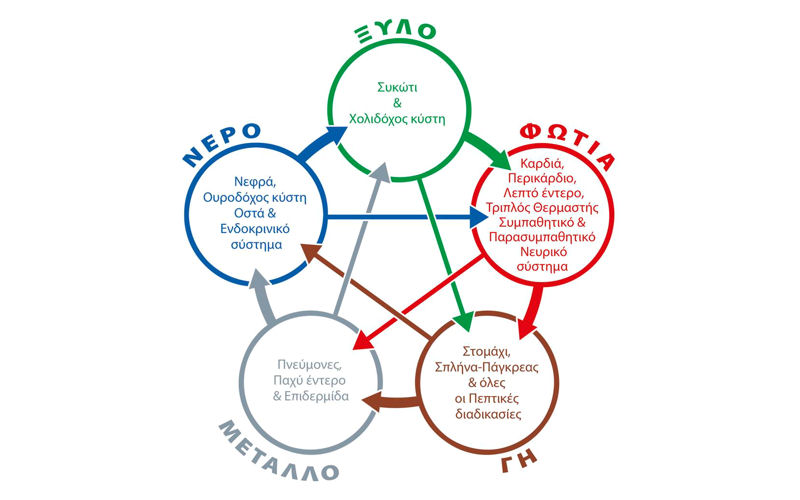 ΞΥΛΟ
Συκώτι
&
Χολιδόχος κύστη
ΦΩΤΙΑ
Καρδιά,
Περικάρδιο,
Λεπτό έντερο,
Τριπλός Θερμαστής
Συμπαθητικό &
Παρασυμπαθητικό
Νευρικό
σύστημα
ΓΗ
Στομάχι,
Σπλήνα-Πάγκρεας
& όλες
οι Πεπτικές
διαδικασίες
ΜΕΤΑΛΛΟ
Πνεύμονες,
Παχύ έντερο
& Επιδερμίδα
ΝΕΡΟ
Νεφρά,
Ουροδόχος κύστη
Οστά &
Ενδοκρινικό
σύστημα